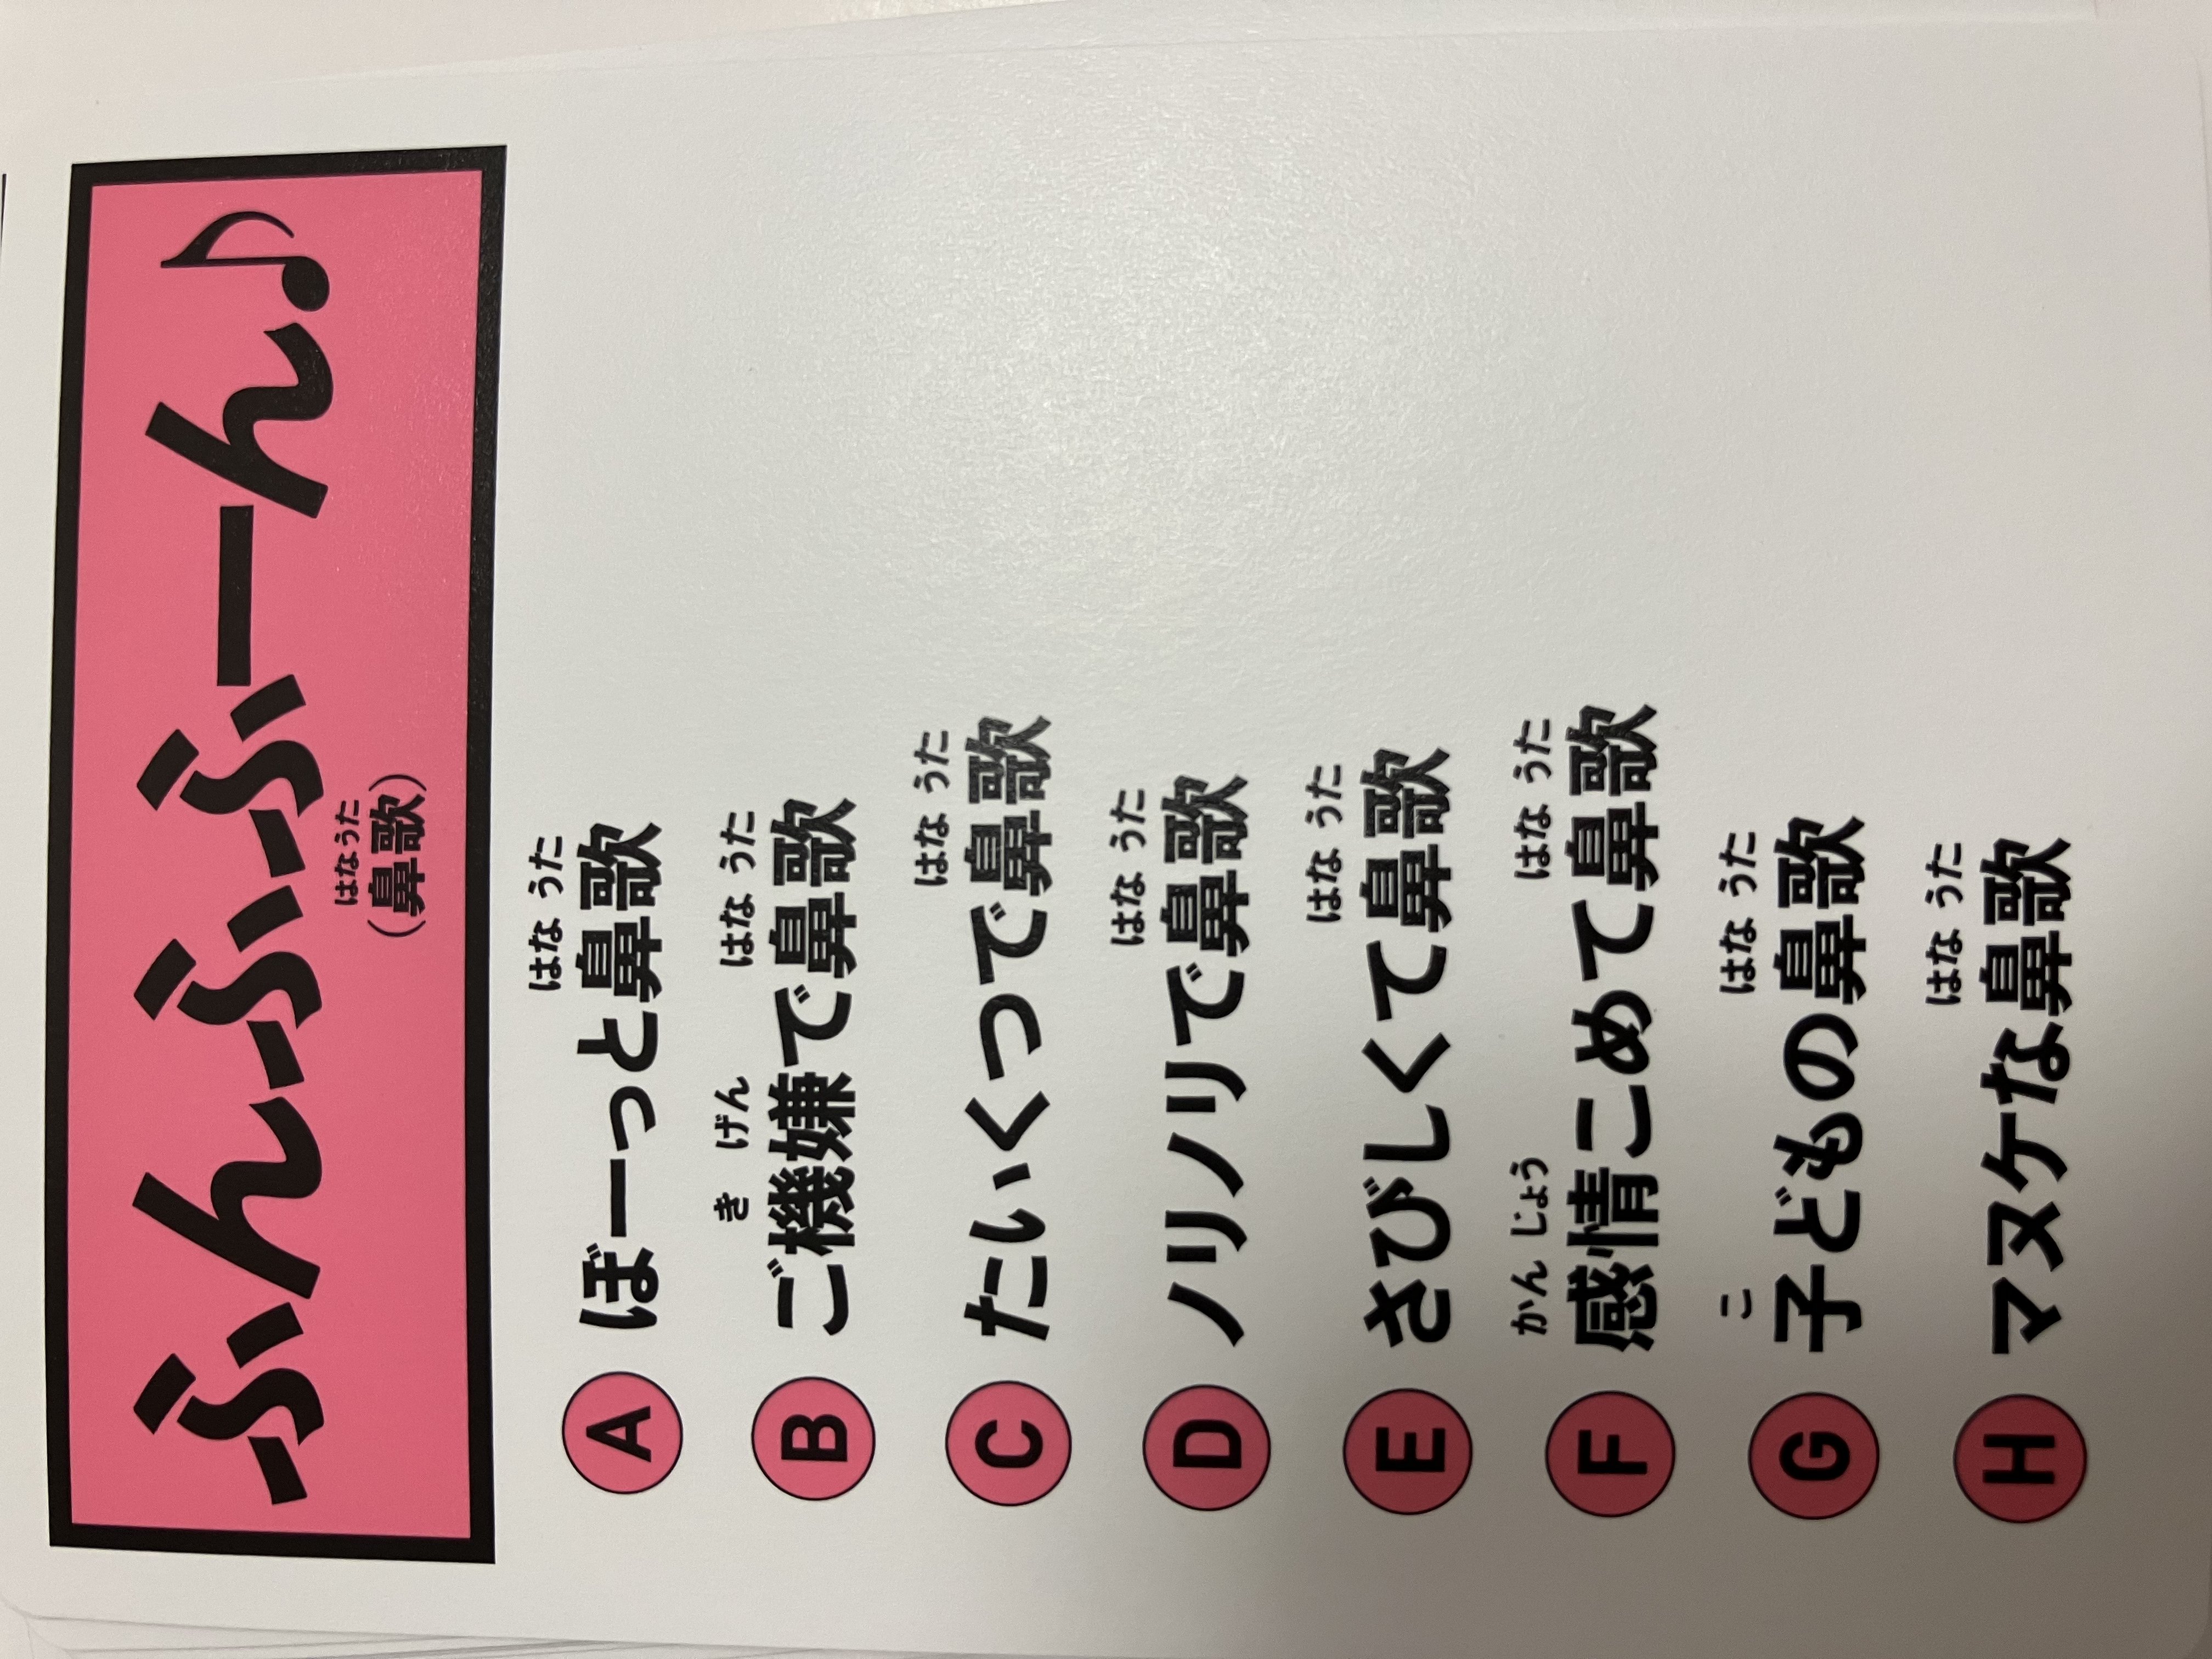 ふんふふーん♪
はなうた
（鼻歌）
はなうた
A ぼーっと鼻歌
きげん はなうた
B ご機嫌で鼻歌
はなうた
C たいくつで鼻歌
はなうた
D ノリノリで鼻歌
はなうた
E さびしくて鼻歌
かんじょう はなうた
F 感情こめて鼻歌
こ はなうた
G 子どもの鼻歌
はなうた
H マヌケな鼻歌